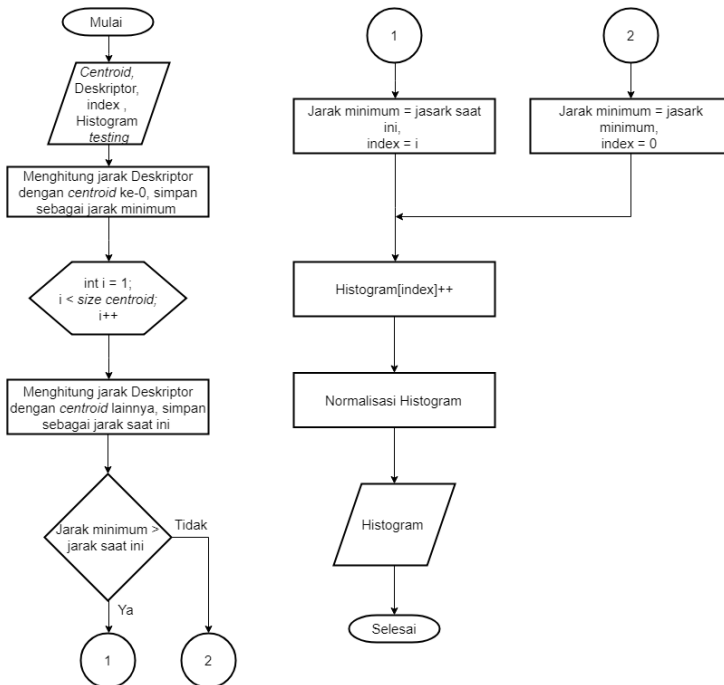 Mulai
Centroid,
Deskriptor,
index ,
Histogram
testing
Menghitung jarak Deskriptor
dengan centroid ke-0, simpan
sebagai jarak minimum
int i = 1;
i < size centroid;
i++
Menghitung jarak Deskriptor
dengan centroid lainnya, simpan
sebagai jarak saat ini
Jarak minimum >
jarak saat ini
Tidak
Ya
1
2
1
2
Jarak minimum = jasark saat
ini,
index = i
Jarak minimum = jasark
minimum,
index = 0
Histogram[index]++
Normalisasi Histogram
Histogram
Selesai